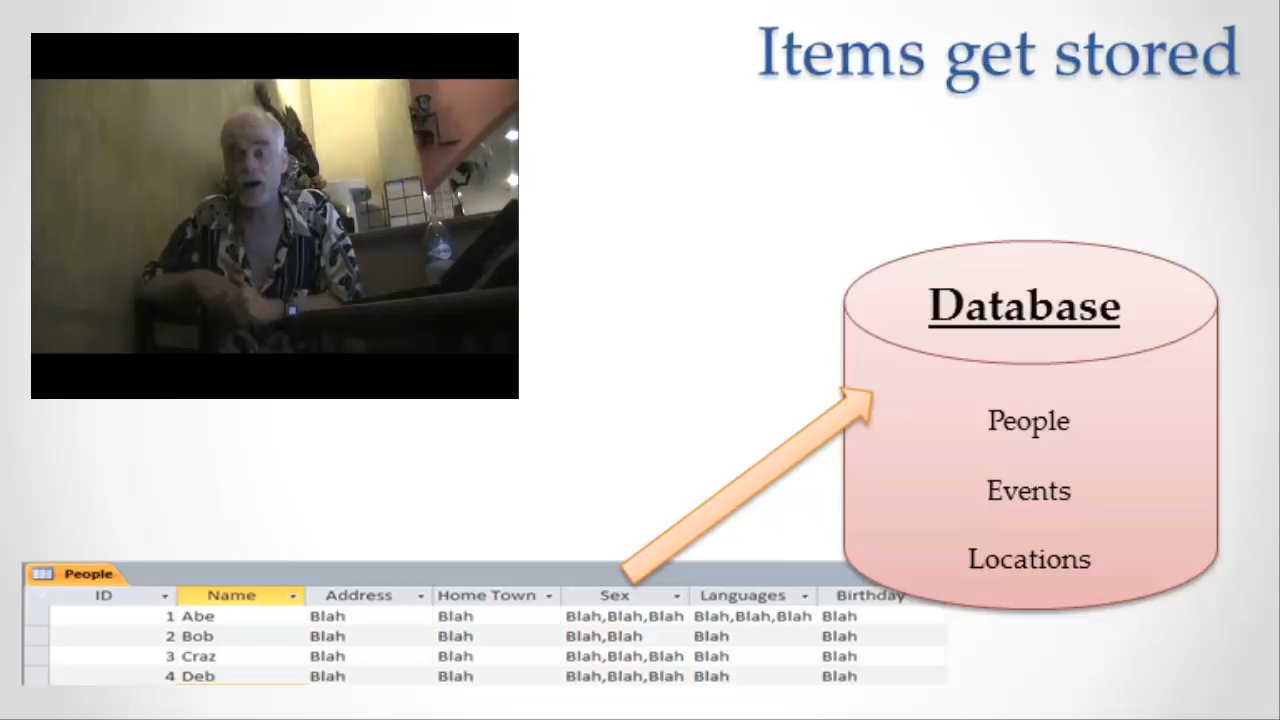 Items get stored
Database
People
Events
Locations
People
ID Name Address Home Town Sex Languages Birthday
1 Abe Blah Blah Blah,Blah,Blah Blah,Blah,Blah Blah
2 Bob Blah Blah Blah,Blah Blah Blah
3 Craz Blah Blah Blah,Blah,Blah Blah Blah
4 Deb Blah Blah Blah,Blah,Blah Blah Blah